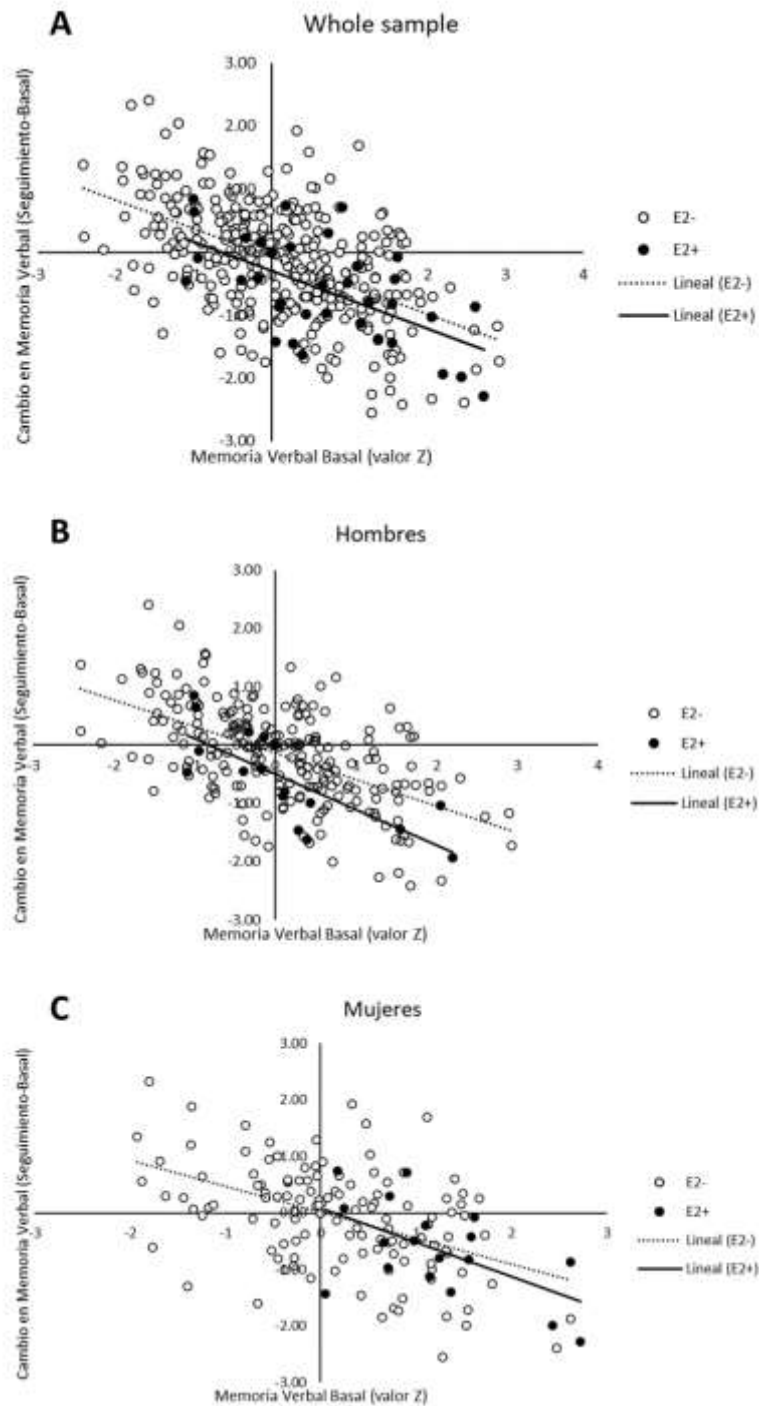 A
Whole sample
Cambio en Memoria Verbal (Seguimiento-Basal)
3.00
2.00
1.00
-3 -2 -1 0 1 2 3 4
-1.00
-2.00
-3.00
Memoria Verbal Basal (valor Z)
E2-
E2+
Lineal (E2-)
Lineal (E2+)
B
Hombres
Cambio en Memoria Verbal (Seguimiento-Basal)
3.00
2.00
1.00
-3 -2 -1 0 1 2 3 4
-1.00
-2.00
-3.00
Memoria Verbal Basal (valor Z)
E2-
E2+
Lineal (E2-)
Lineal (E2+)
C
Mujeres
Cambio en Memoria Verbal (Seguimiento-Basal)
3.00
2.00
1.00
0.00
-3 -2 -1 0 1 2 3
-1.00
-2.00
-3.00
Memoria Verbal Basal (valor Z)
E2-
E2+
Lineal (E2-)
Lineal (E2+)